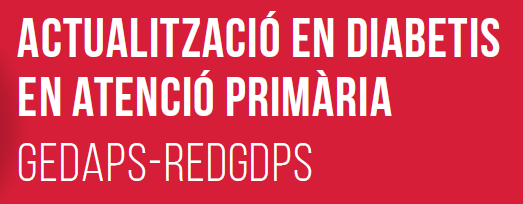 ACTUALITZACIÓ EN DIABETIS
EN ATENCIÓ PRIMÀRIA
GEDAPS-REDGDPS